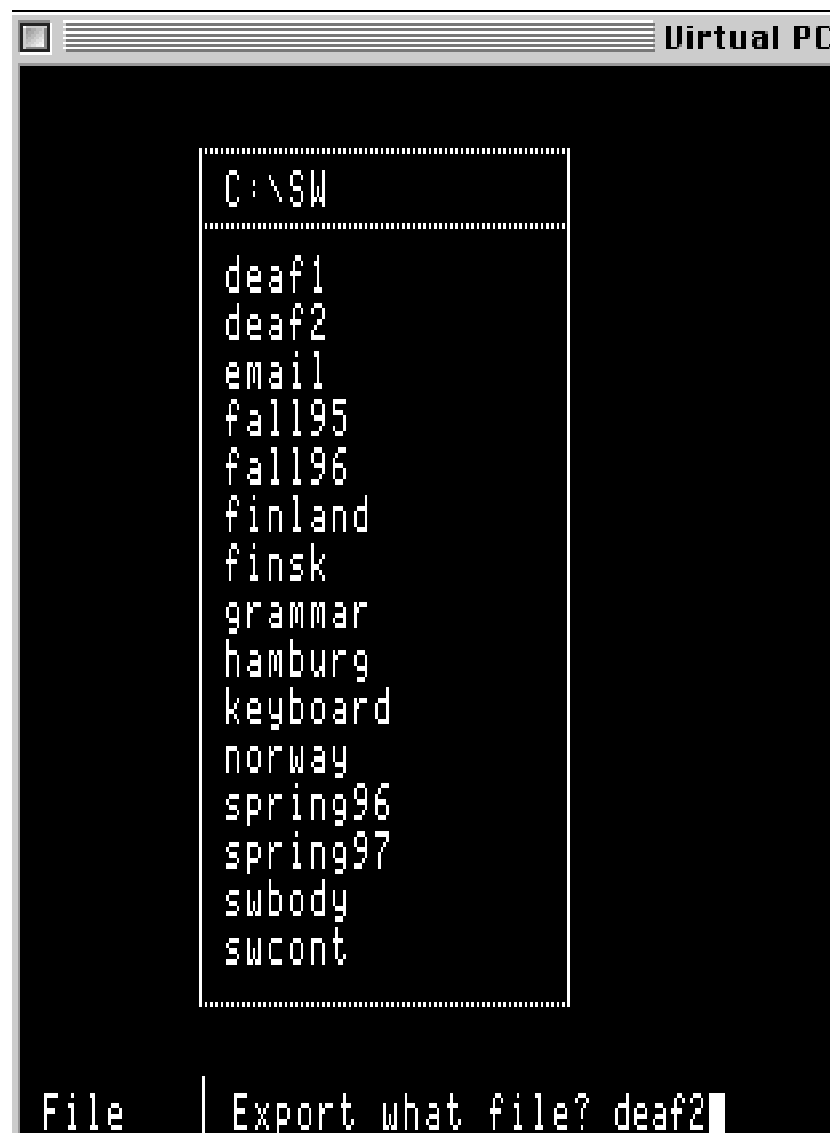 Virtual PC
C:\SW
deaf1
deaf2
email
fall95
fall96
finland
finsk
grammar
hamburg
keyboard
norway
spring96
spring97
swbody
swcont
File Export what file? deaf2